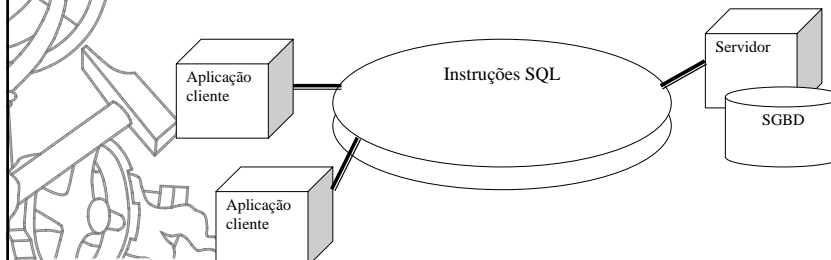 Aplicação
cliente
Instruções SQL
Servidor
SGBD
Aplicação
cliente